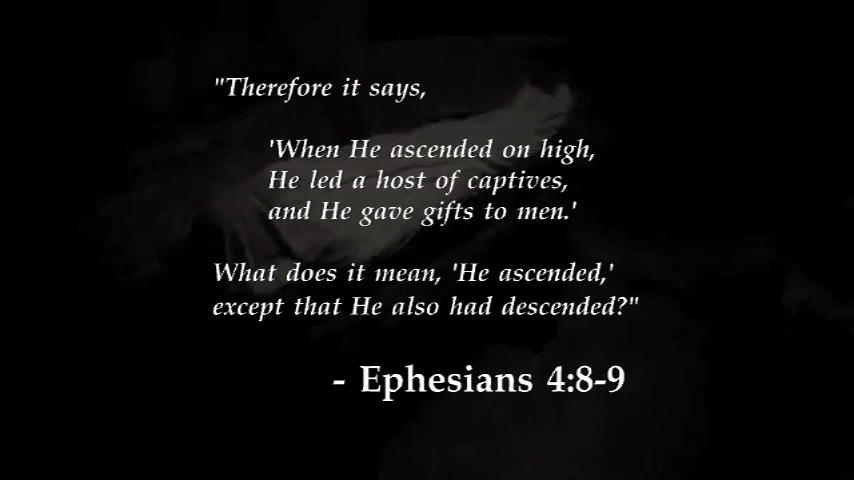 "Therefore it says,
'When He ascended on high,
He led a host of captives,
and He gave gifts to men.'
What does it mean, 'He ascended,'
except that He also had descended?"
- Ephesians 4:8-9